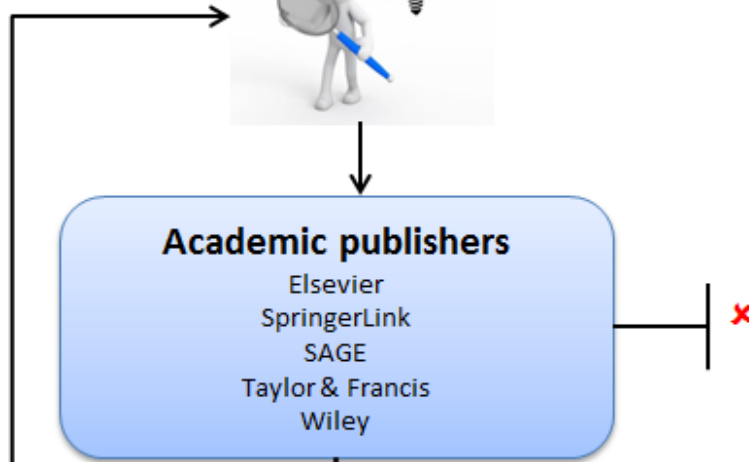 Academic publishers
Elsevier
SpringerLink
SAGE
Taylor & Francis
Wiley